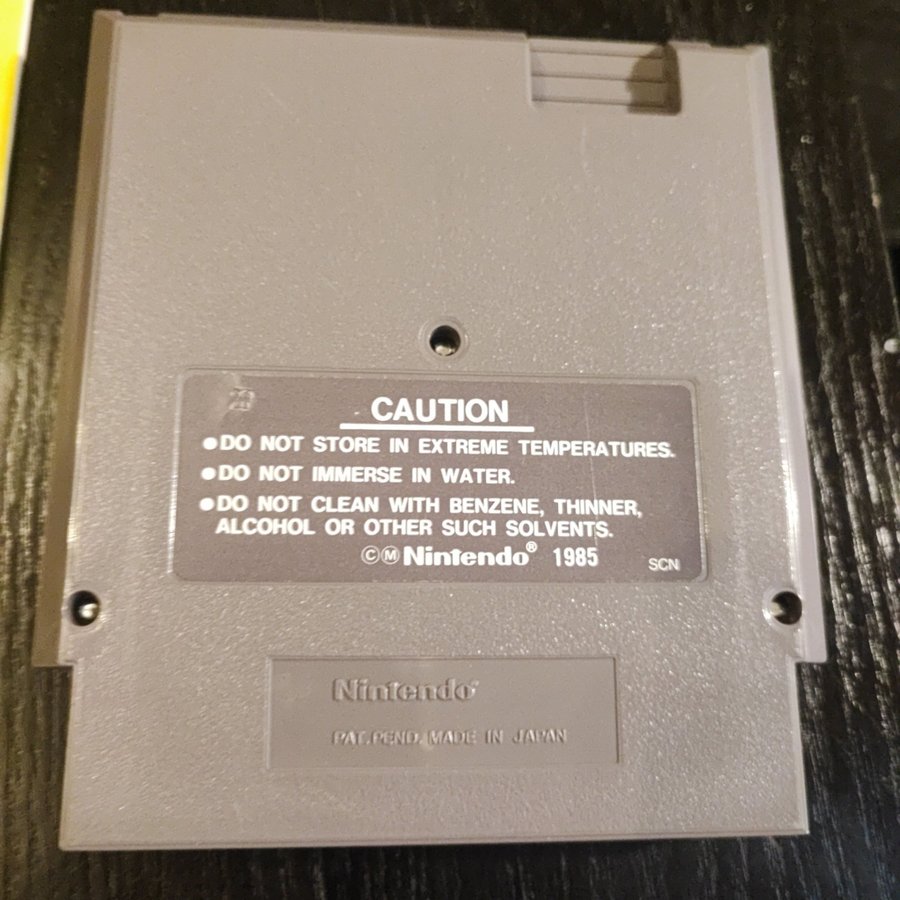 CAUTION
●DO NOT STORE IN EXTREME TEMPERATURES.
●DO NOT IMMERSE IN WATER.
●DO NOT CLEAN WITH BENZENE, THINNER,
ALCOHOL OR OTHER SUCH SOLVENTS.
©Ⓜ Nintendo® 1985
SCN
Nintendo®
PAT. PEND. MADE IN JAPAN